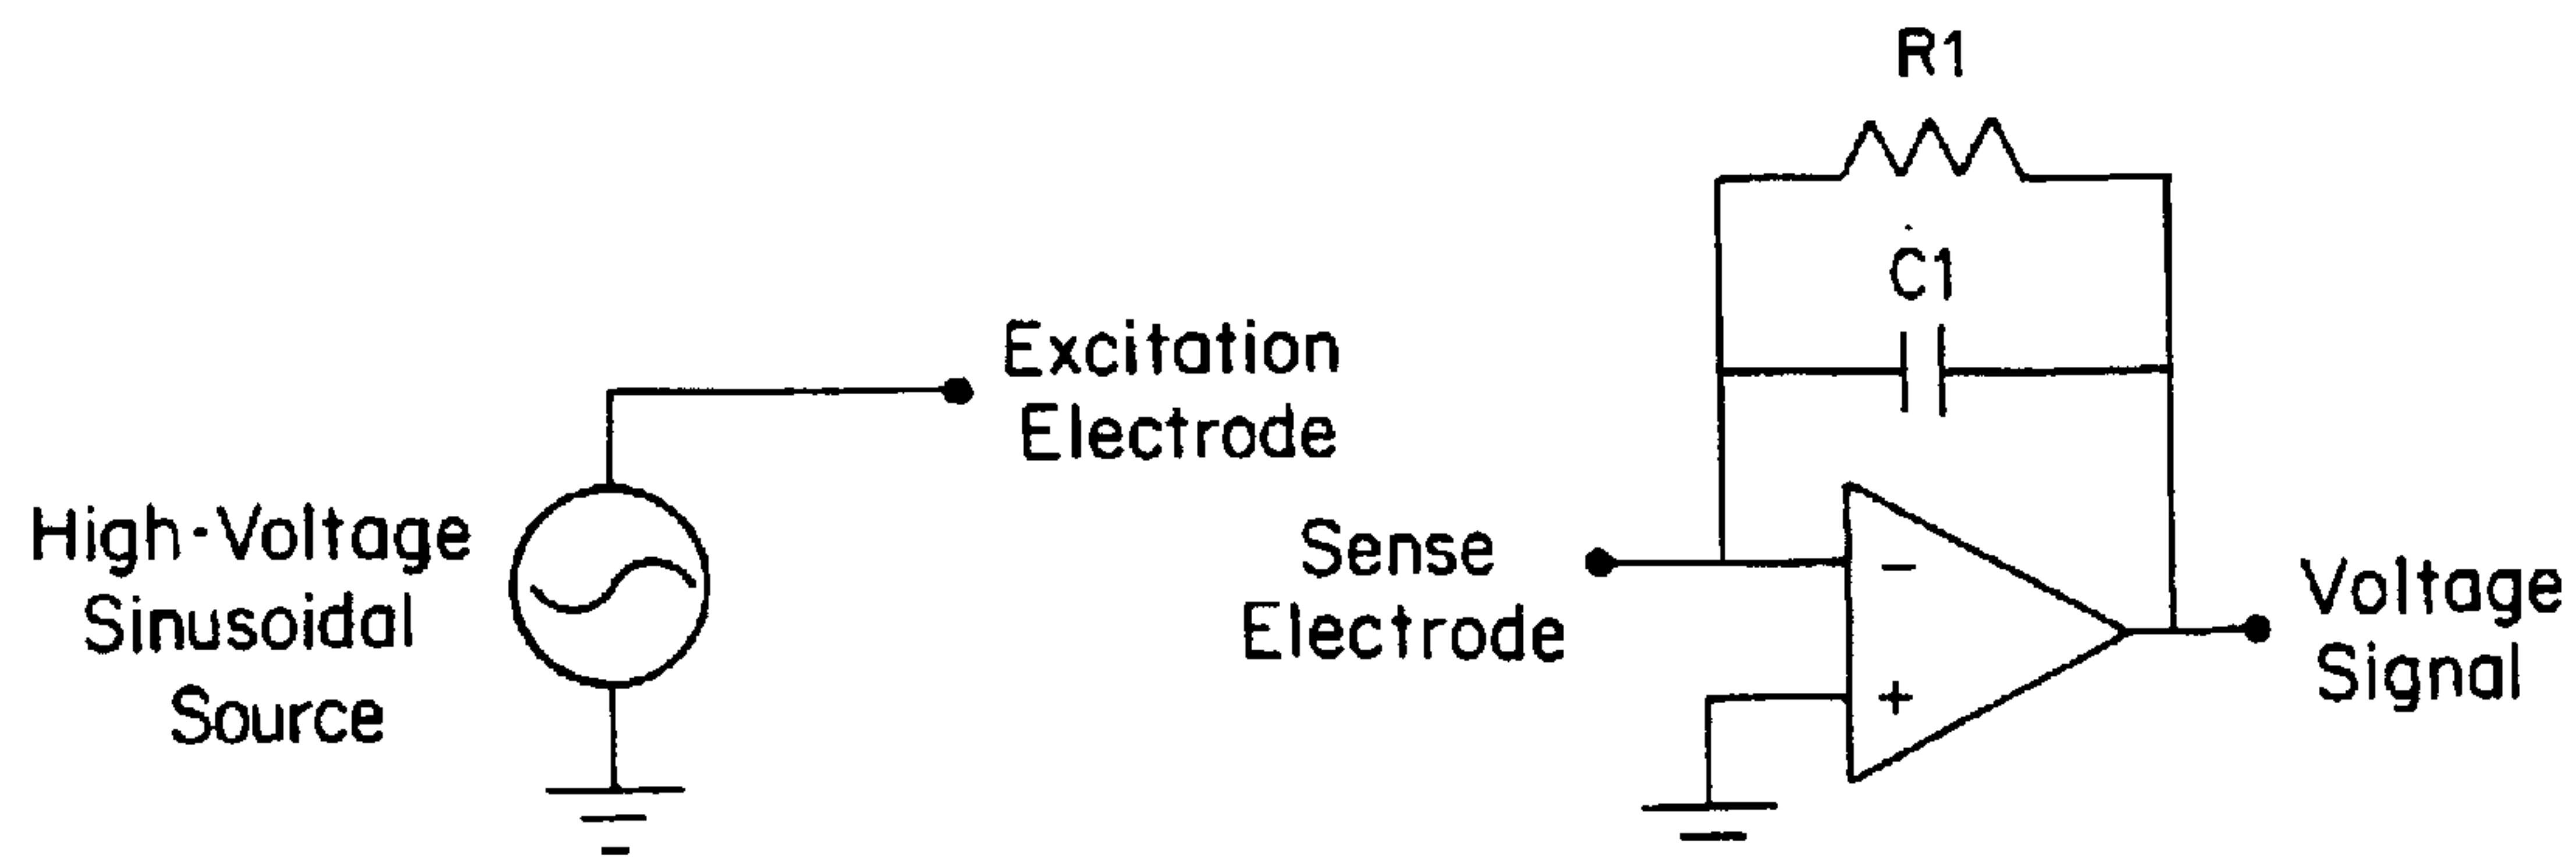 R1
C1
Excitation
Electrode
High-Voltage
Sinusoidal
Source
Sense
Electrode
-
+
Voltage
Signal